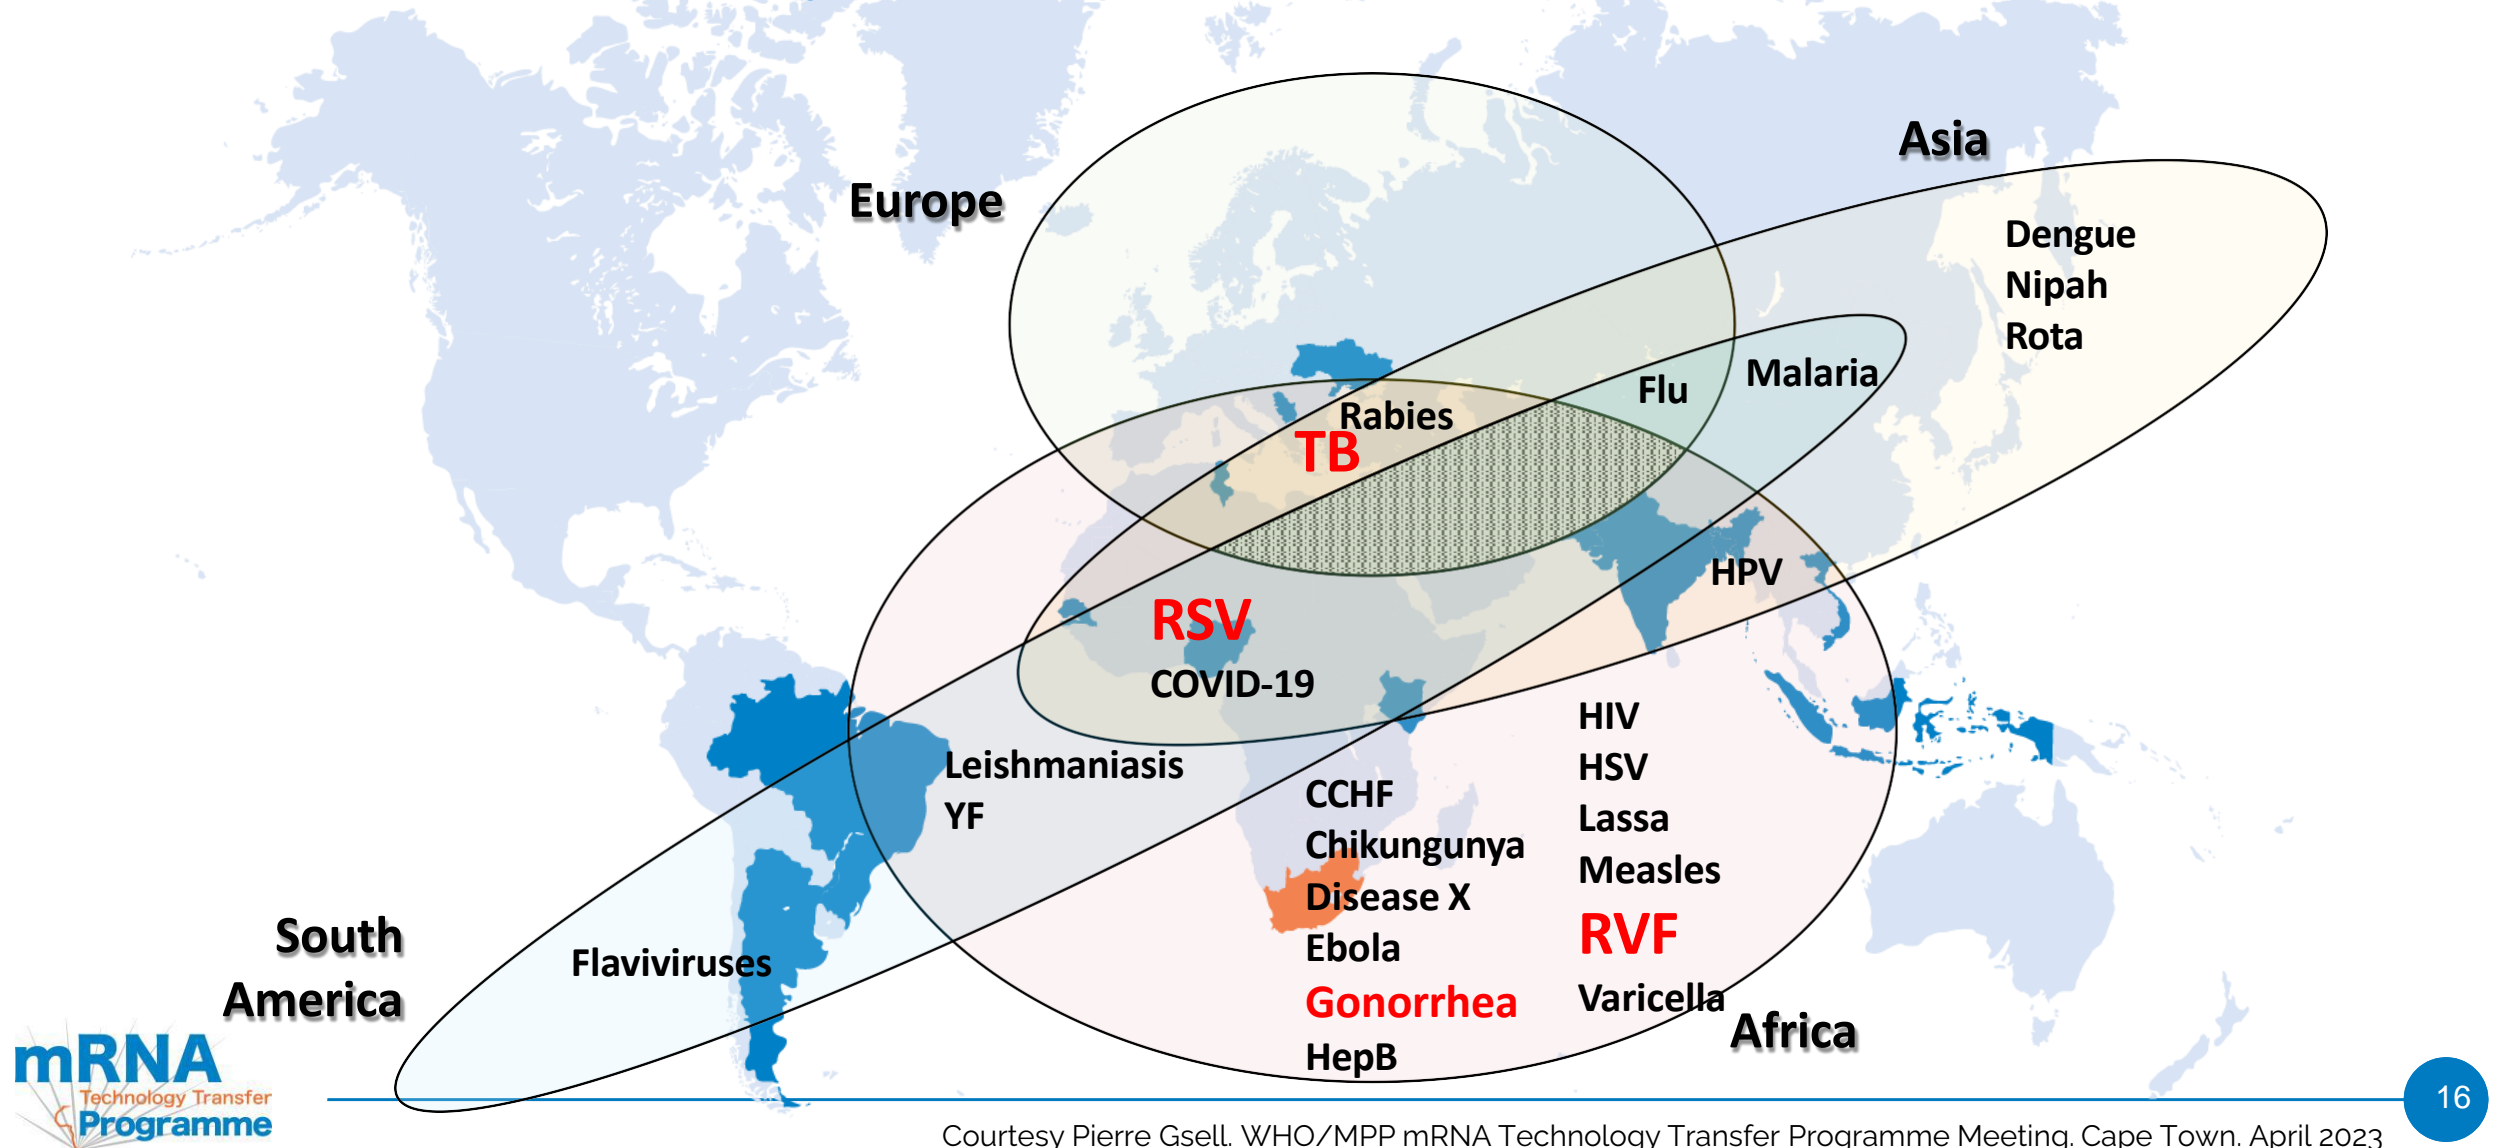 Asia
Europe
Dengue
Nipah
Rota
Malaria
Flu
Rabies
TB
HPV
RSV
COVID-19
Leishmaniasis
YF
CCHF
Chikungunya
Disease X
Ebola
Gonorrhea
HepB
HIV
HSV
Lassa
Measles
RVF
Varicella
Africa
South
America
Flaviviruses
mRNA
Technology Transfer
Programme
16
Courtesy Pierre Gsell. WHO/MPP mRNA Technology Transfer Programme Meeting. Cape Town. April 2023